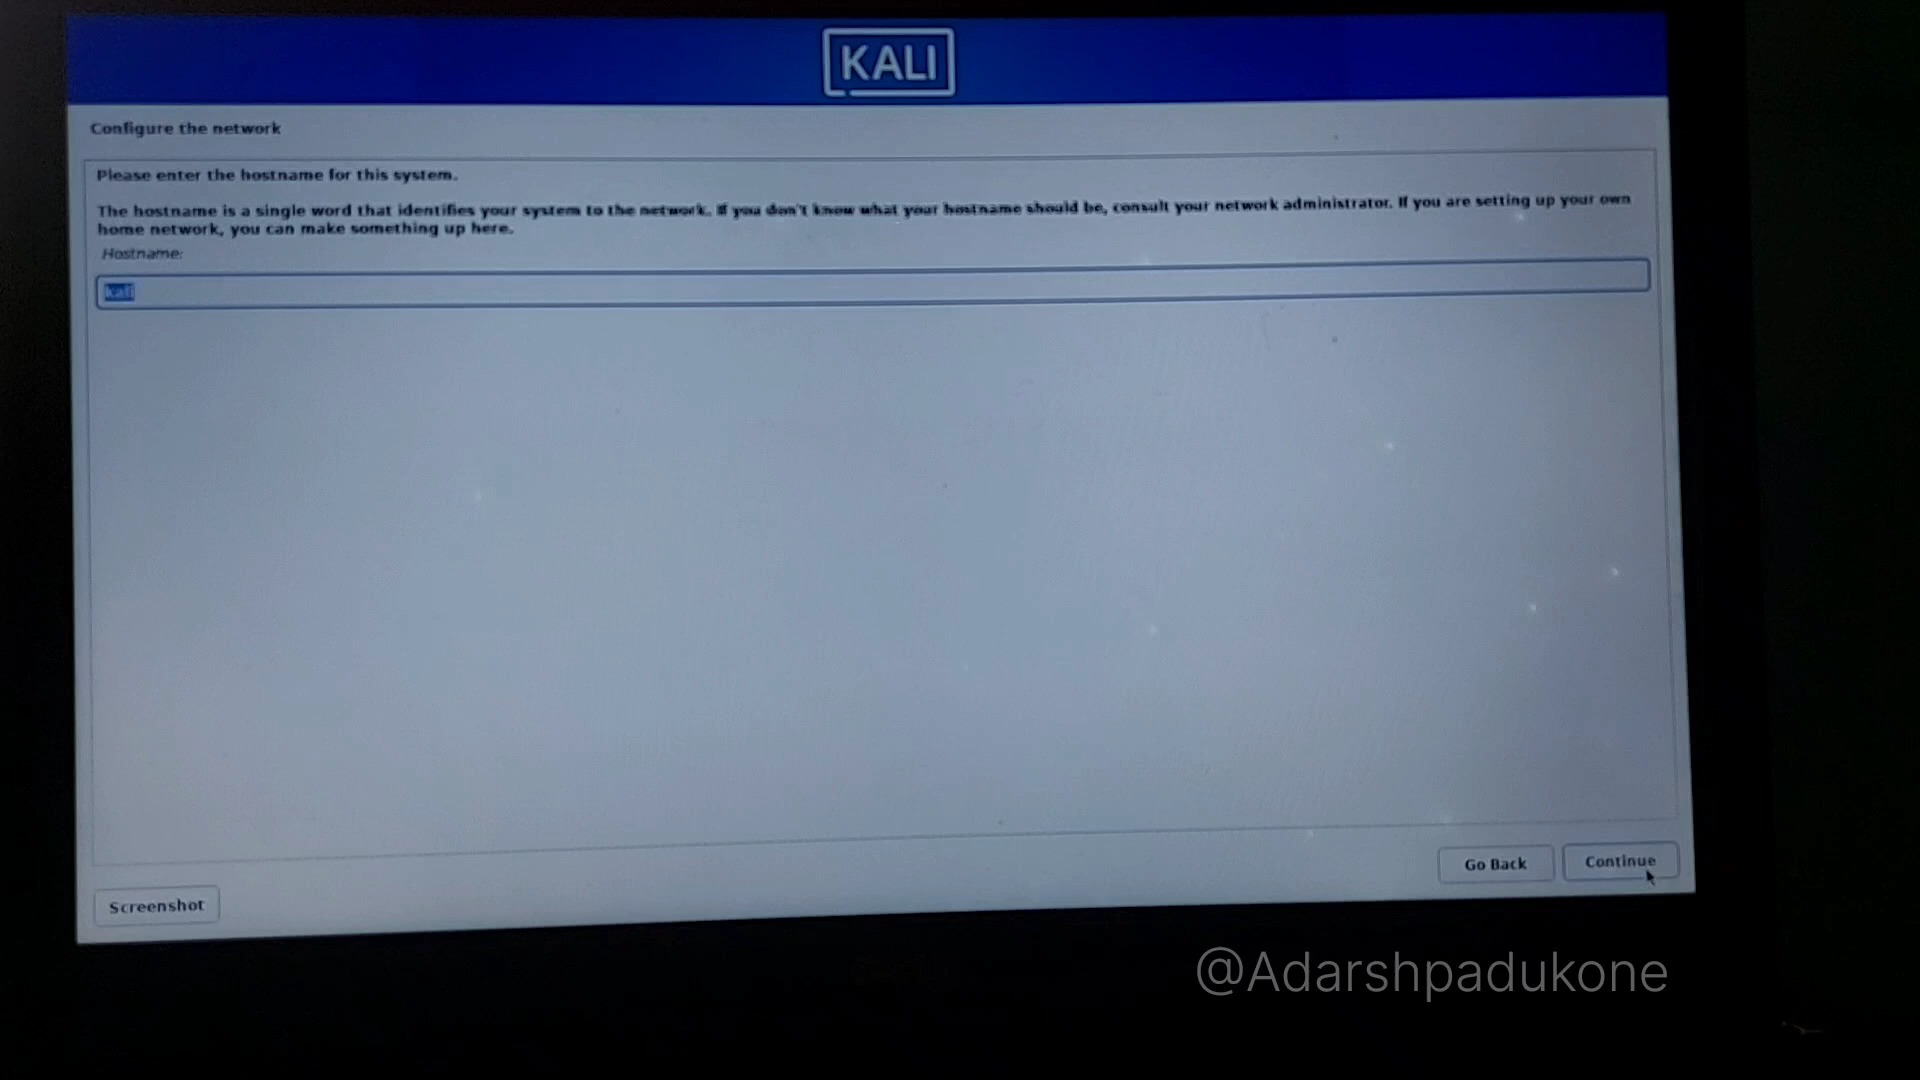 KALI
Configure the network
Please enter the hostname for this system.
The hostname is a single word that identifies your system to the network. If you don't know what your hostname should be, consult your network administrator. If you are setting up your own
home network, you can make something up here.
Hostname:
kali
Go Back
Continue
Screenshot
@Adarshpadukone